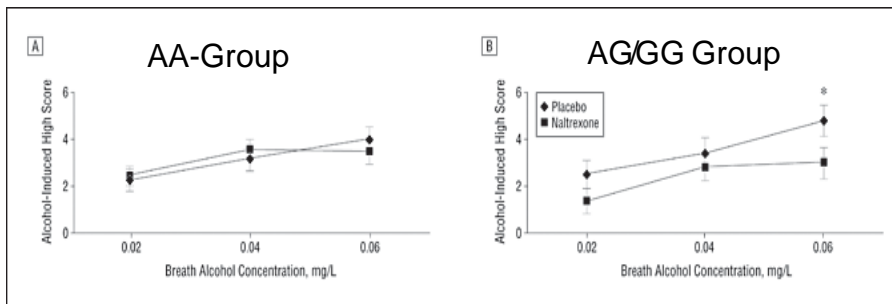 A
AA-Group
Alcohol-Induced High Score
6
4
2
0
0.02
0.04
0.06
Breath Alcohol Concentration, mg/L
B
AG/GG Group
Alcohol-Induced High Score
6
4
2
0
Placebo
Naltrexone
*
0.02
0.04
0.06
Breath Alcohol Concentration, mg/L